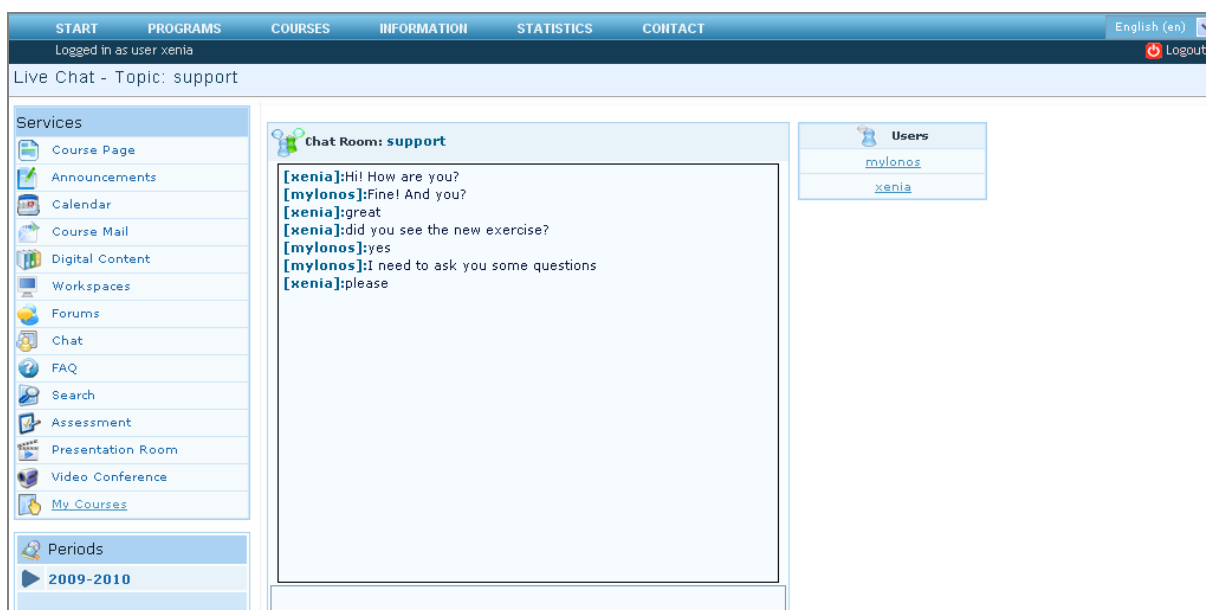 START PROGRAMS COURSES INFORMATION STATISTICS CONTACT English (en)
Logged in as user xenia Logout
Live Chat - Topic: support
Services
Course Page
Announcements
Calendar
Course Mail
Digital Content
Workspaces
Forums
Chat
FAQ
Search
Assessment
Presentation Room
Video Conference
My Courses
Periods
2009-2010
Chat Room: support
[xenia]:Hi! How are you?
[mylonos]:Fine! And you?
[xenia]:great
[xenia]:did you see the new exercise?
[mylonos]:yes
[mylonos]:I need to ask you some questions
[xenia]:please
Users
mylonos
xenia